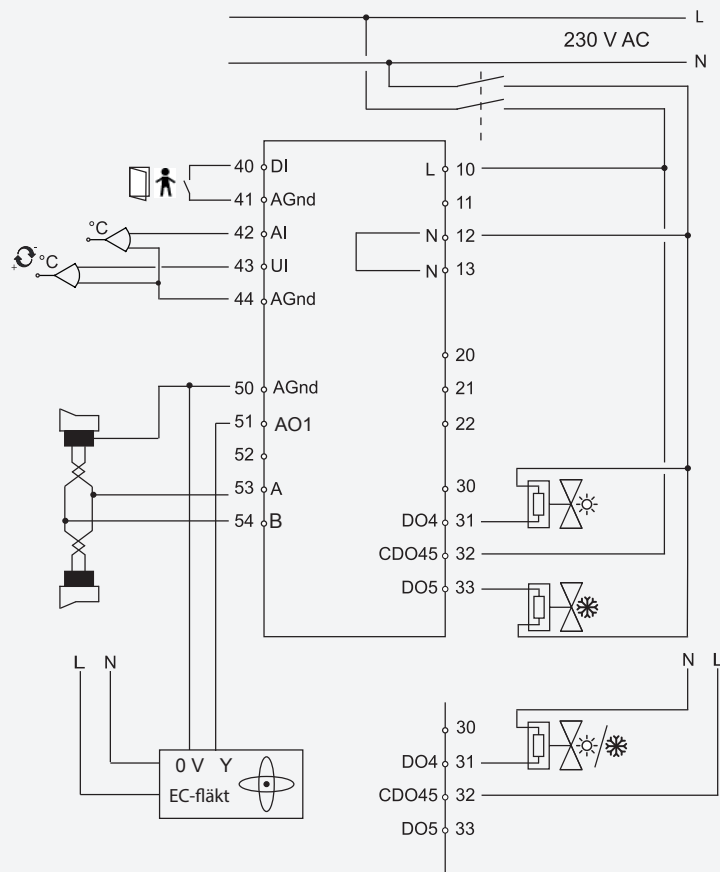 L
230 V AC
N
40 DI
L 10
41 AGnd
11
°C
42 AI
N 12
+ - °C
43 UI
N 13
44 AGnd
20
50 AGnd
21
51 AO1
22
52
30
53 A
DO4 31
54 B
CDO45 32
DO5 33
L N
N L
30
0 V Y
DO4 31
EC-fläkt
CDO45 32
DO5 33